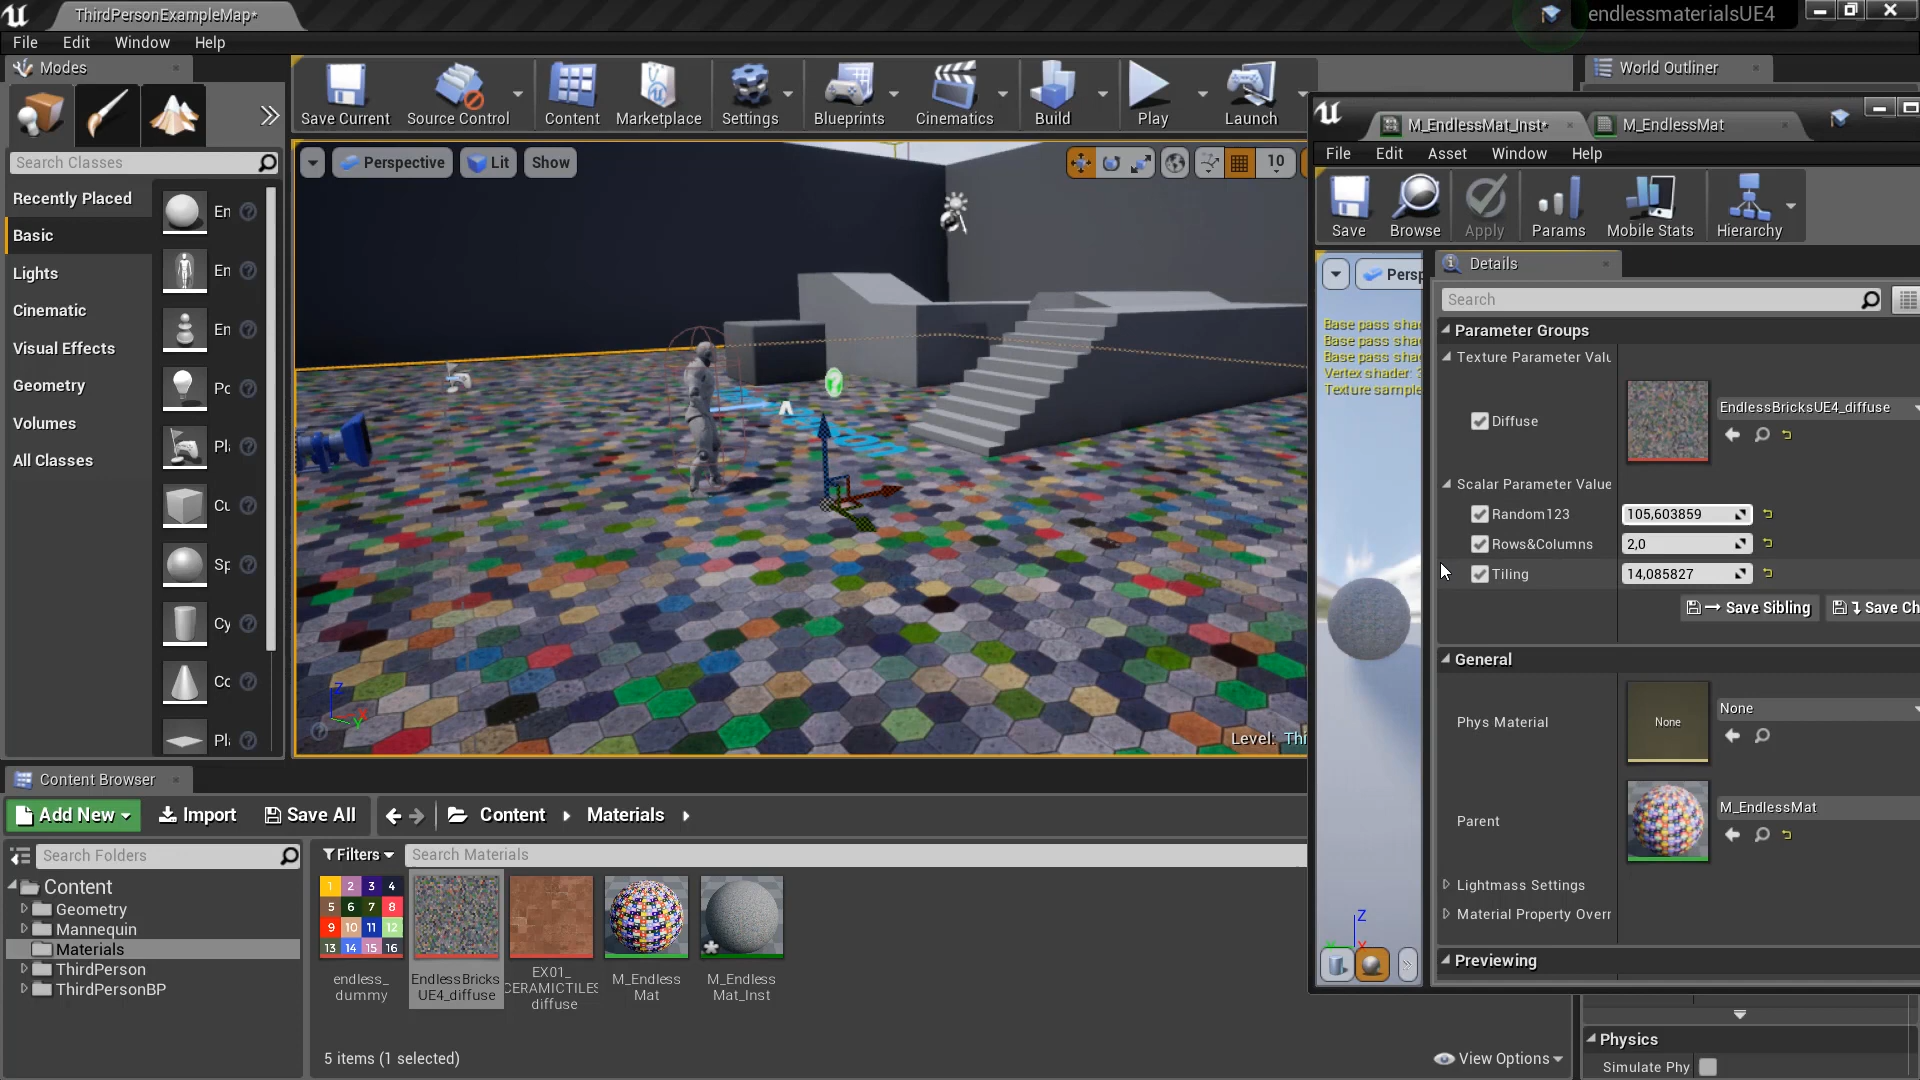 ThirdPersonExampleMap*
endlessmaterialsUE4
File Edit Window Help
Modes
World Outliner
Save Current
Source Control
Content
Marketplace
Settings
Blueprints
Cinematics
Build
Play
Launch
Search Classes
Recently Placed
Basic
Lights
Cinematic
Visual Effects
Geometry
Volumes
All Classes
En
En
En
Po
Pl
Cu
Sp
Cy
Co
Pl
Perspective
Lit
Show
10
Level: Thi
Z
X
Y
M_EndlessMat_Inst*
M_EndlessMat
File Edit Asset Window Help
Save
Browse
Apply
Params
Mobile Stats
Hierarchy
Persp
Base pass sha
Base pass sha
Base pass sha
Vertex shader:
Texture sample
Z
X
Details
Search
Parameter Groups
Texture Parameter Valu
Diffuse
EndlessBricksUE4_diffuse
Scalar Parameter Value
Random123 105,603859
Rows&Columns 2,0
Tiling 14,085827
Save Sibling
Save Ch
General
Phys Material
None
None
Parent
M_EndlessMat
Lightmass Settings
Material Property Overr
Previewing
Physics
Simulate Phy
Content Browser
Add New
Import
Save All
Content
Materials
Search Folders
Filters
Search Materials
Content
Geometry
Mannequin
Materials
ThirdPerson
ThirdPersonBP
1 2 3 4
5 6 7 8
9 10 11 12
13 14 15 16
endless_
dummy
EndlessBricks
UE4_diffuse
EX01_
CERAMICTILES
diffuse
M_Endless
Mat
M_Endless
Mat_Inst
5 items (1 selected)
View Options